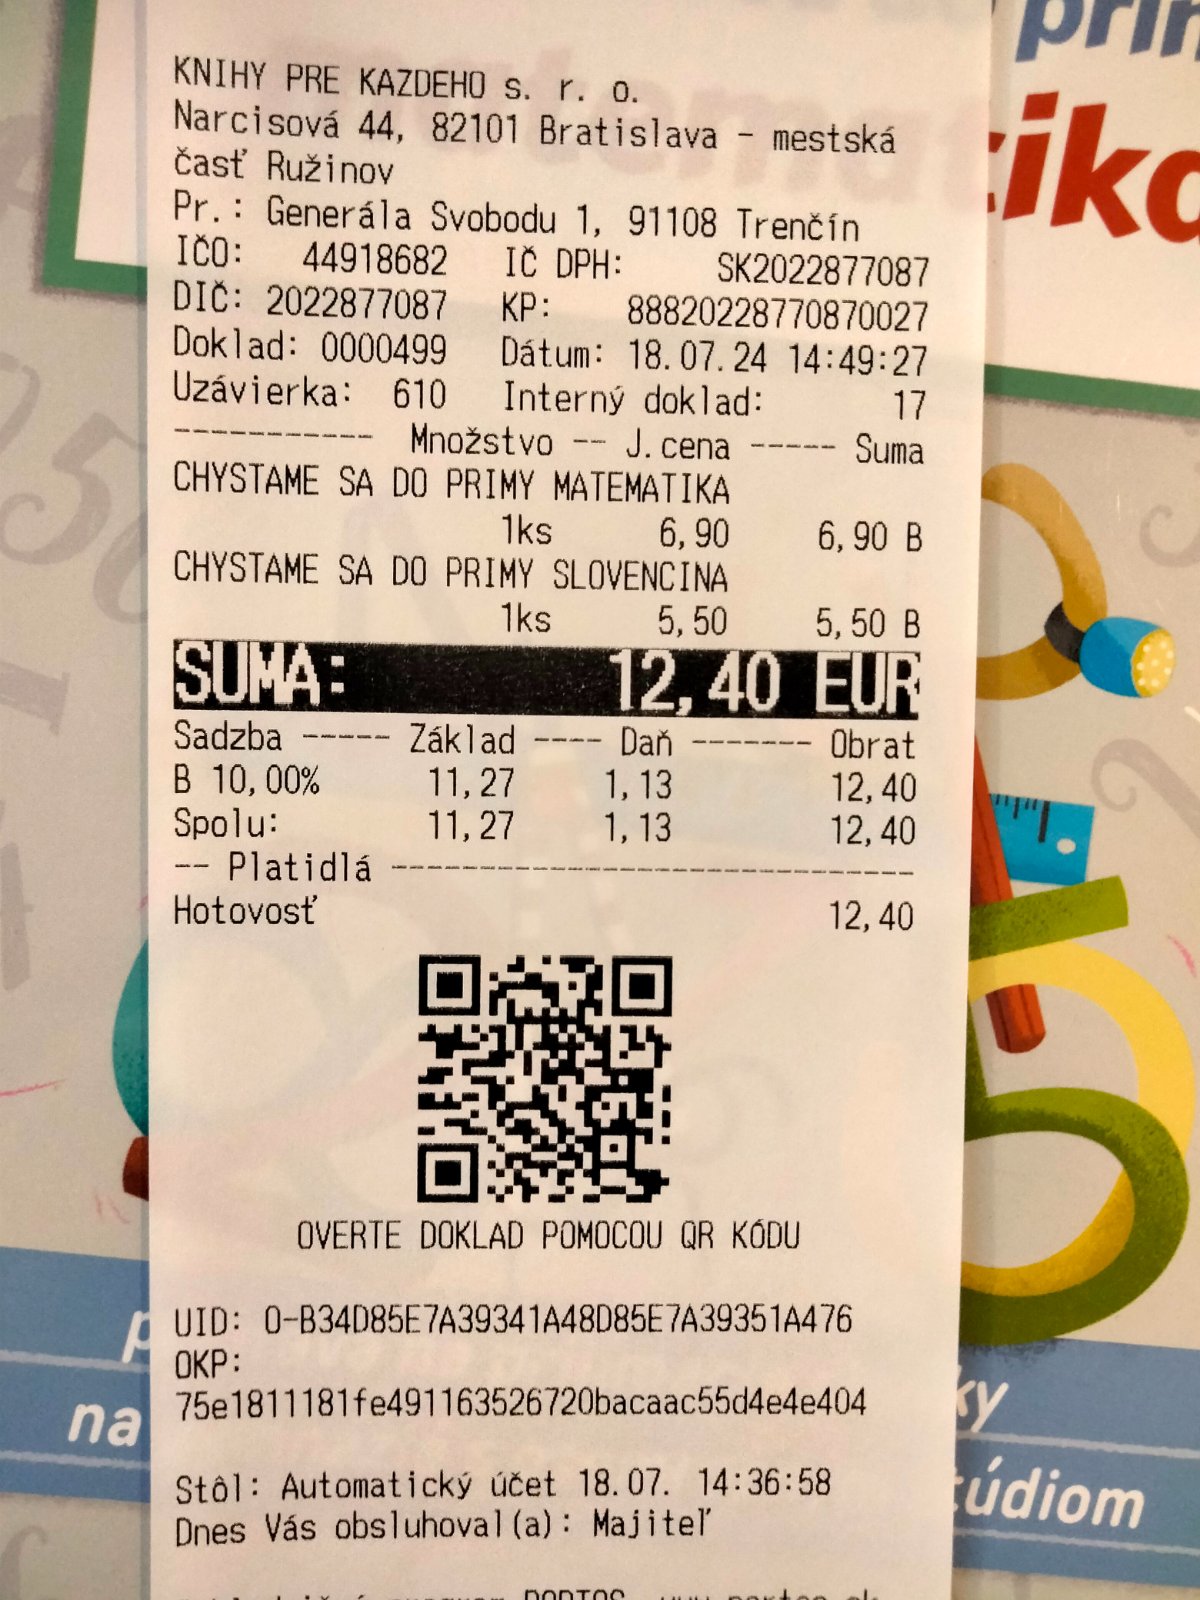 prím
tika
KNIHY PRE KAZDEHO s. r. o.
Narcisová 44, 82101 Bratislava - mestská
časť Ružinov
Pr.: Generála Svobodu 1, 91108 Trenčín
IČO: 44918682 IČ DPH: SK2022877087
DIČ: 2022877087 KP: 88820228770870027
Doklad: 0000499 Dátum: 18.07.24 14:49:27
Uzávierka: 610 Interný doklad: 17
----------- Množstvo -- J.cena ----- Suma
CHYSTAME SA DO PRIMY MATEMATIKA
1ks 6,90 6,90 B
CHYSTAME SA DO PRIMY SLOVENCINA
1ks 5,50 5,50 B
SUMA: 12,40 EUR
Sadzba ----- Základ ---- Daň ------- Obrat
B 10,00% 11,27 1,13 12,40
Spolu: 11,27 1,13 12,40
-- Platidlá -----------------------------
Hotovosť 12,40
OVERTE DOKLAD POMOCOU QR KÓDU
UID: O-B34D85E7A39341A48D85E7A39351A476
OKP:
75e1811181fe491163526720bacaac55d4e4e404
Stôl: Automatický účet 18.07. 14:36:58
Dnes Vás obsluhoval(a): Majiteľ
na
ky
túdiom